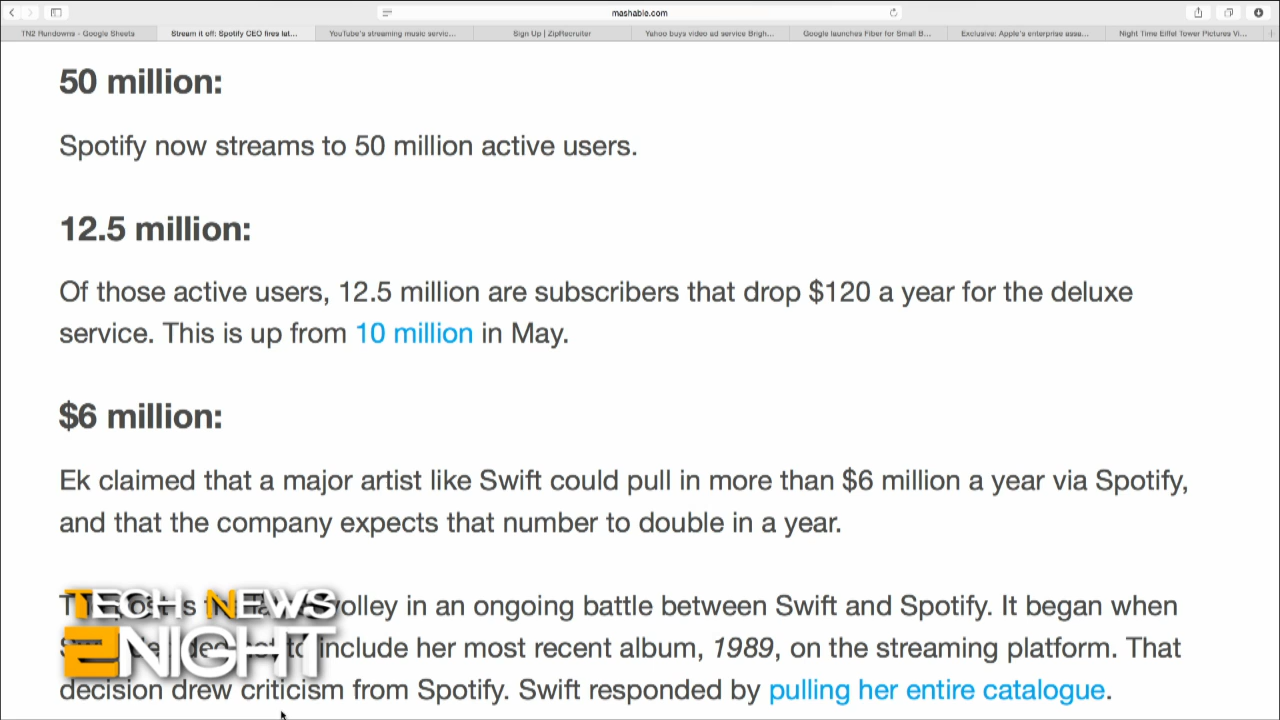 mashable.com
TN2 Rundowns - Google Sheets
Stream it off: Spotify CEO fires lat...
YouTube's streaming music servic...
Sign Up | ZipRecruiter
Yahoo buys video ad service Brigh...
Google launches Fiber for Small B...
Exclusive: Apple's enterprise assa...
Night Time Eiffel Tower Pictures Vi...
50 million:
Spotify now streams to 50 million active users.
12.5 million:
Of those active users, 12.5 million are subscribers that drop $120 a year for the deluxe
service. This is up from 10 million in May.
$6 million:
Ek claimed that a major artist like Swift could pull in more than $6 million a year via Spotify,
and that the company expects that number to double in a year.
volley in an ongoing battle between Swift and Spotify. It began when
include her most recent album, 1989, on the streaming platform. That
decision drew criticism from Spotify. Swift responded by pulling her entire catalogue.
TECH NEWS
2NIGHT